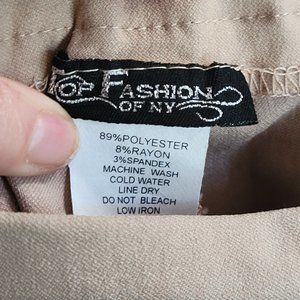 TOP FASHION
OF NY
89%POLYESTER
8%RAYON
3%SPANDEX
MACHINE WASH
COLD WATER
LINE DRY
DO NOT BLEACH
LOW IRON